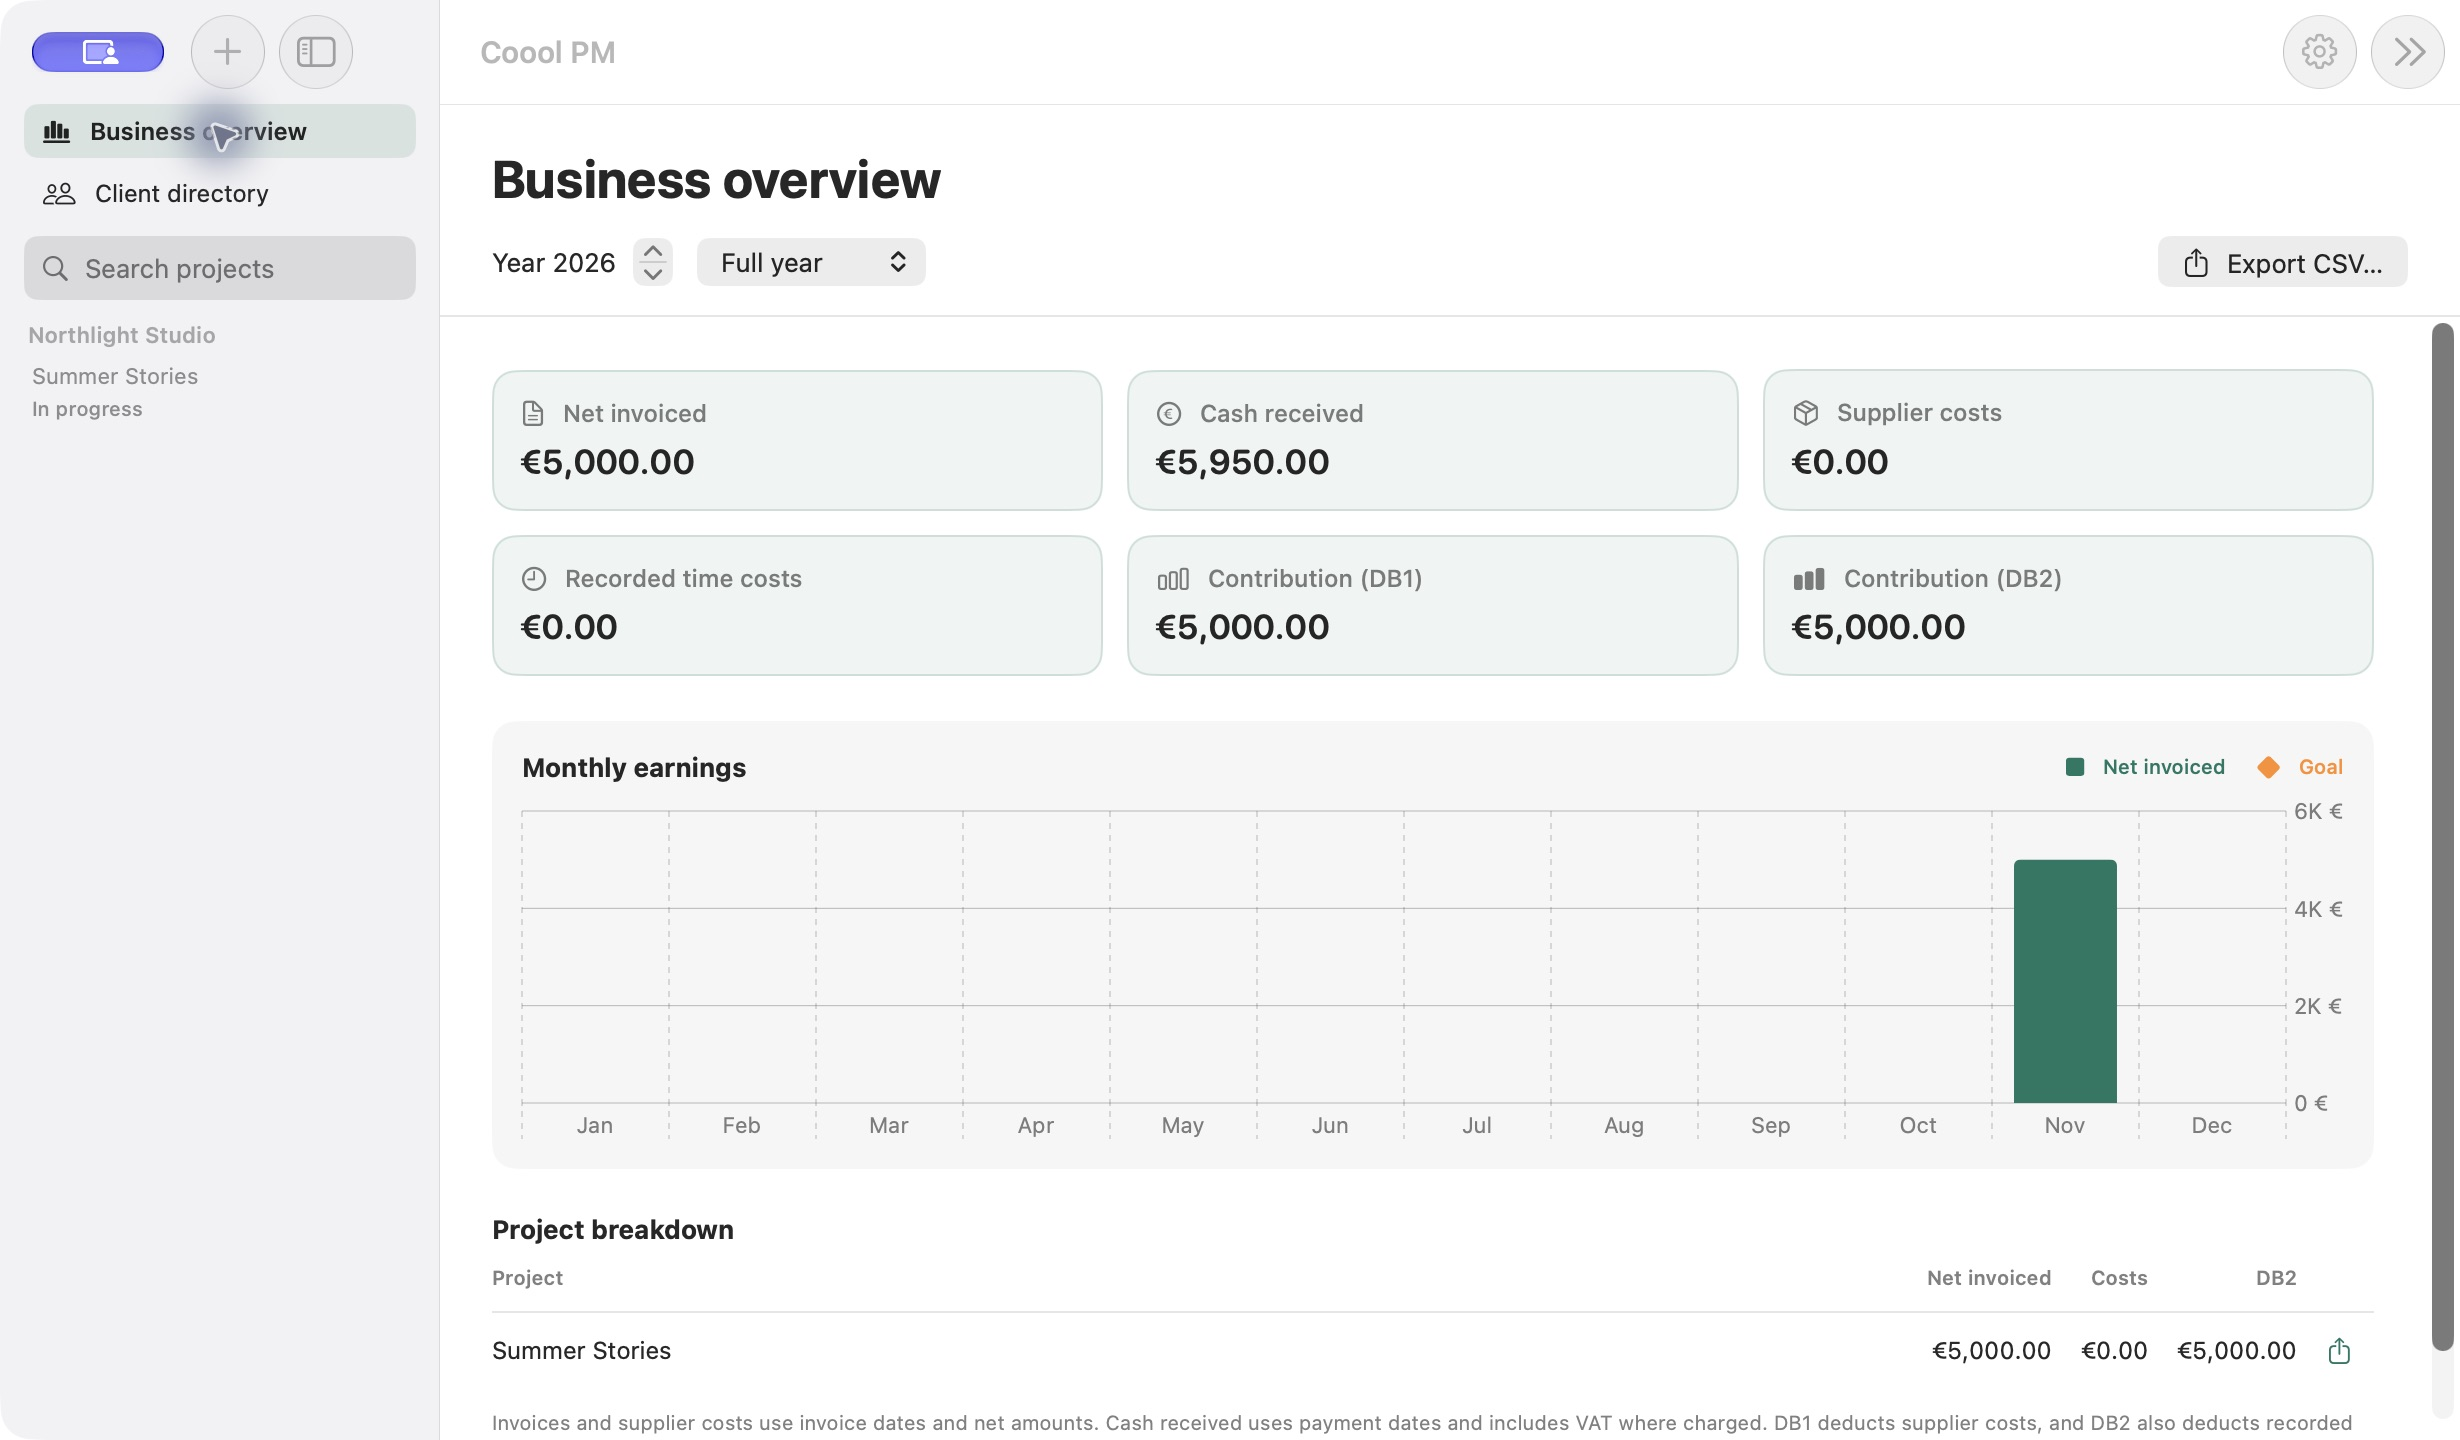 Coool PM
Business overview
Client directory
Search projects
Northlight Studio
Summer Stories
In progress
Business overview
Year 2026
Full year
Export CSV...
Net invoiced
€5,000.00
Cash received
€5,950.00
Supplier costs
€0.00
Recorded time costs
€0.00
Contribution (DB1)
€5,000.00
Contribution (DB2)
€5,000.00
Monthly earnings
Net invoiced
Goal
6K €
4K €
2K €
0 €
Jan Feb Mar Apr May Jun Jul Aug Sep Oct Nov Dec
Project breakdown
Project Net invoiced Costs DB2
Summer Stories €5,000.00 €0.00 €5,000.00
Invoices and supplier costs use invoice dates and net amounts. Cash received uses payment dates and includes VAT where charged. DB1 deducts supplier costs, and DB2 also deducts recorded